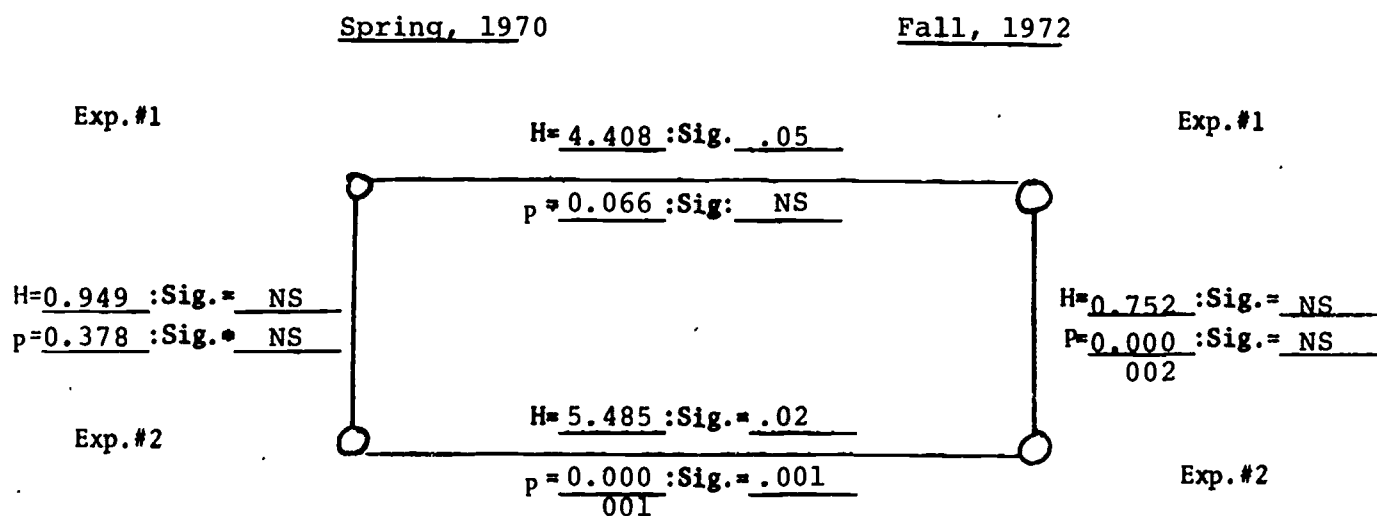 Spring, 1970 Fall, 1972
Exp.#1 Exp.#1
H= 4.408 :Sig. .05
p = 0.066 :Sig: NS
H=0.949 :Sig.= NS H=0.752 :Sig.= NS
p=0.378 :Sig.= NS P=0.000 :Sig.= NS
002
H= 5.485 :Sig.= .02
Exp.#2 Exp.#2
p = 0.000 :Sig.= .001
001